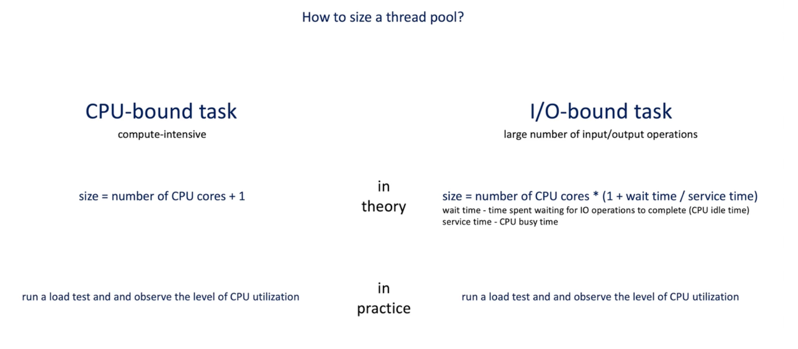 How to size a thread pool?
CPU-bound task
compute-intensive
I/O-bound task
large number of input/output operations
size = number of CPU cores + 1
in
theory
size = number of CPU cores * (1 + wait time / service time)
wait time - time spent waiting for IO operations to complete (CPU idle time)
service time - CPU busy time
run a load test and and observe the level of CPU utilization
in
practice
run a load test and and observe the level of CPU utilization